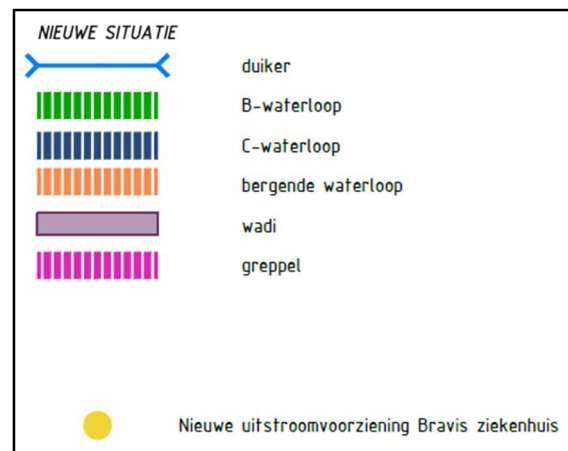 NIEUWE SITUATIE
duiker
B-waterloop
C-waterloop
bergende waterloop
wadi
greppel
Nieuwe uitstroomvoorziening Bravis ziekenhuis